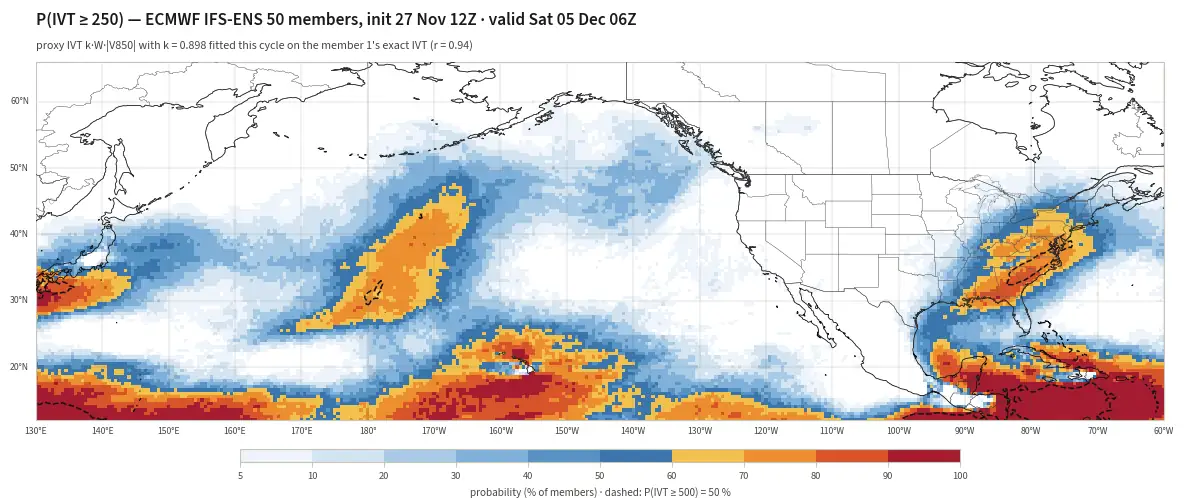 P(IVT ≥ 250) — ECMWF IFS-ENS 50 members, init 27 Nov 12Z · valid Sat 05 Dec 06Z
proxy IVT k·W·|V850| with k = 0.898 fitted this cycle on the member 1's exact IVT (r = 0.94)
60°N
50°N
40°N
30°N
20°N
130°E 140°E 150°E 160°E 170°E 180° 170°W 160°W 150°W 140°W 130°W 120°W 110°W 100°W 90°W 80°W 70°W 60°W
5 10 20 30 40 50 60 70 80 90 100
probability (% of members) · dashed: P(IVT ≥ 500) = 50 %